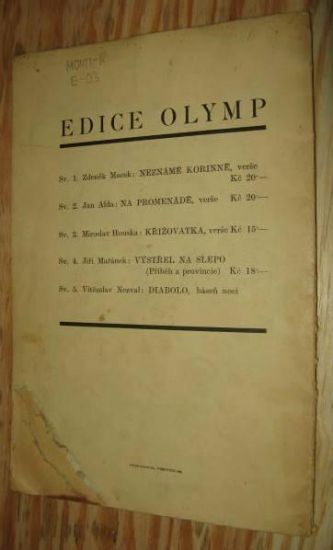 EDICE OLYMP
Sv. 1. Zdeněk Macek: NEZNÁMÉ KORINNĚ, verše
Kč 20·—
Sv. 2. Jan Alda: NA PROMENÁDĚ, verše Kč 20·—
Sv. 3. Miroslav Houska: KŘIŽOVATKA, verše Kč 15·—
Sv. 4. Jiří Mařánek: VÝSTŘEL NA SLEPO
(Příběh z provincie) Kč 18·—
Sv. 5. Vítězslav Nezval: DIABOLO, báseň noci